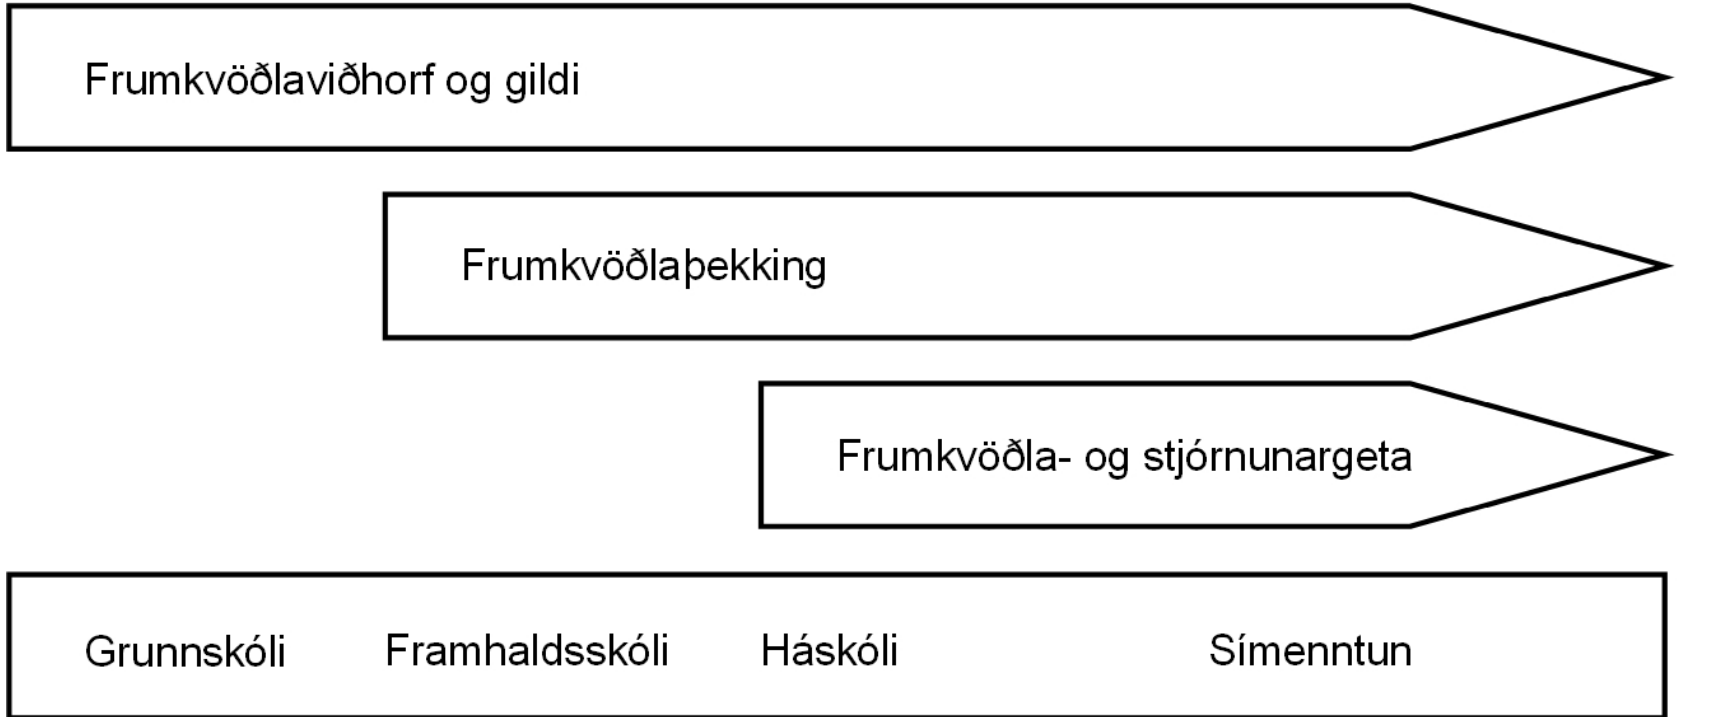 Frumkvöðlaviðhorf og gildi
Frumkvöðlaþekking
Frumkvöðla- og stjórnunargeta
Grunnskóli Framhaldsskóli Háskóli Símenntun